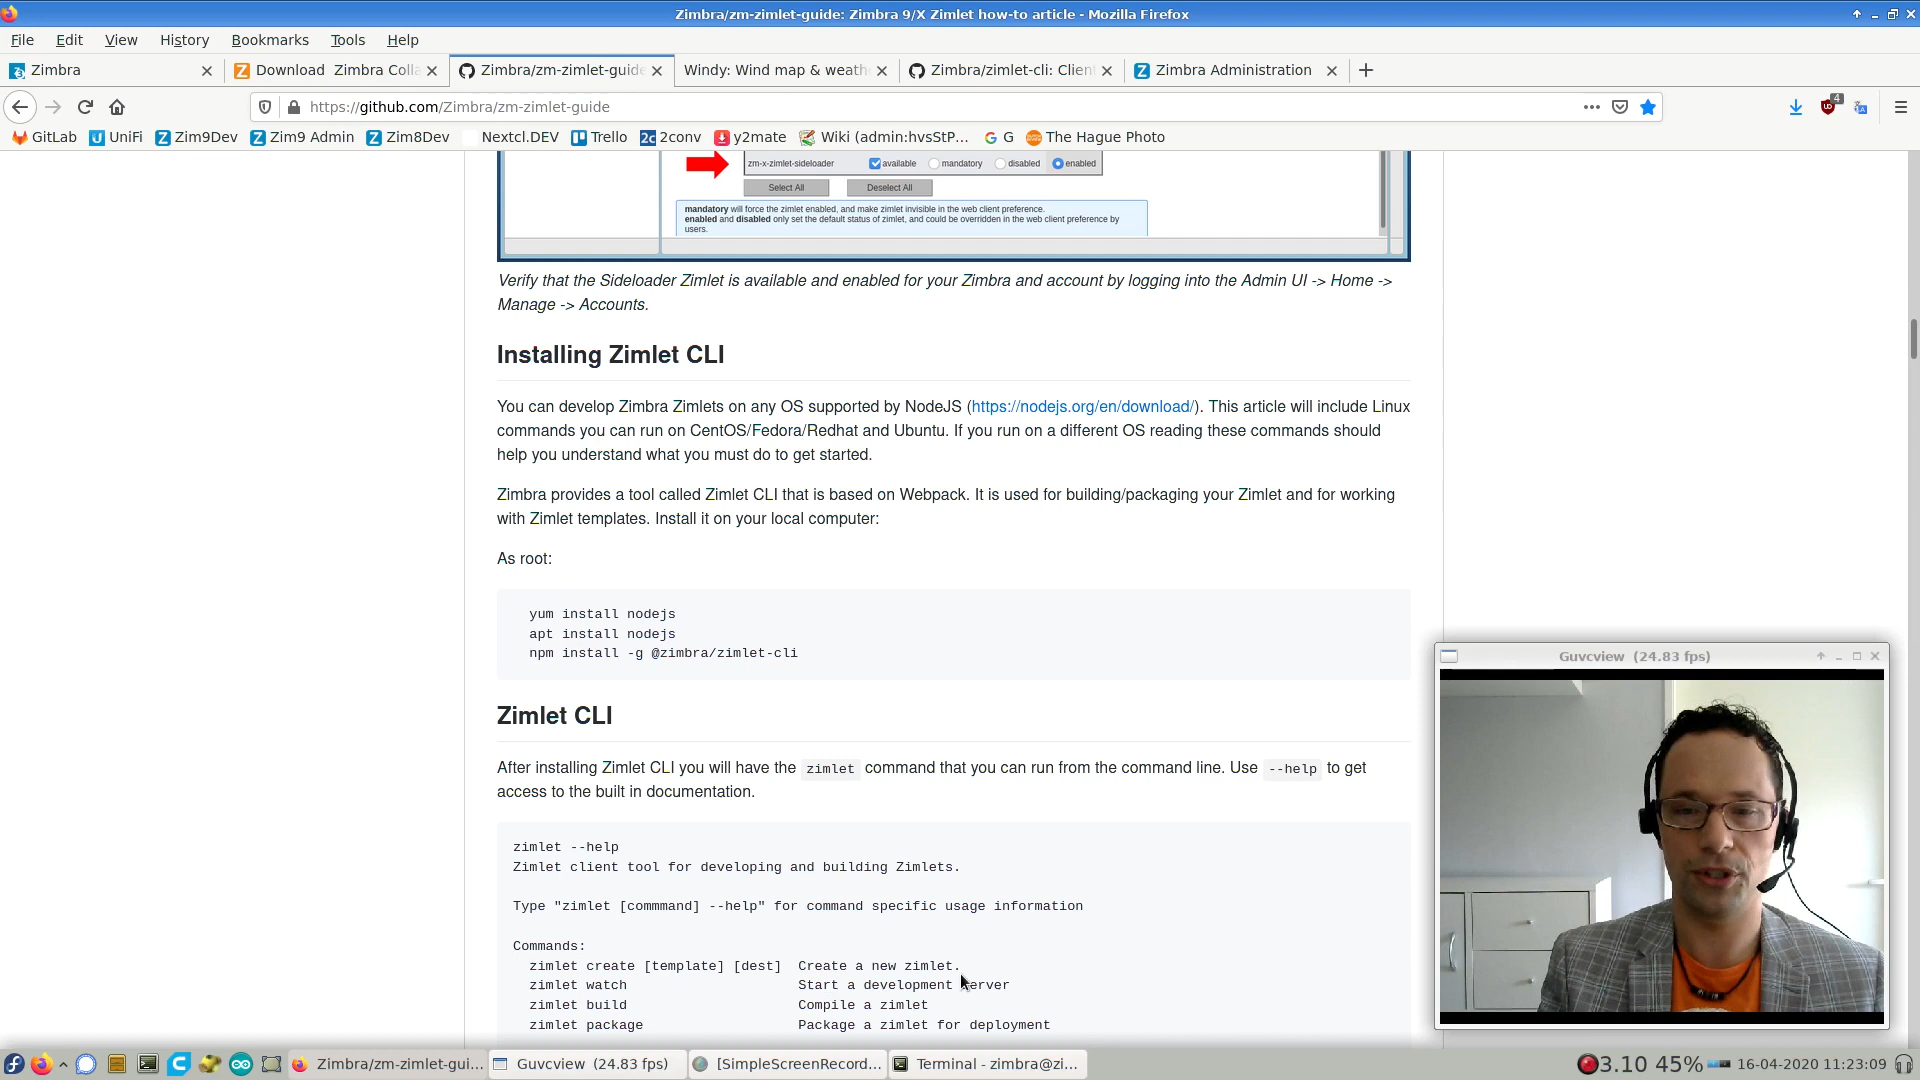 Zimbra/zm-zimlet-guide: Zimbra 9/X Zimlet how-to article - Mozilla Firefox
File Edit View History Bookmarks Tools Help
Zimbra
Download Zimbra Colla
Zimbra/zm-zimlet-guide
Windy: Wind map & weath
Zimbra/zimlet-cli: Clien
Zimbra Administration
https://github.com/Zimbra/zm-zimlet-guide
4
GitLab UniFi Zim9Dev Zim9 Admin Zim8Dev Nextcl.DEV Trello 2conv y2mate Wiki (admin:hvsStP... G The Hague Photo
zm-x-zimlet-sideloader available mandatory disabled enabled
Select All Deselect All
mandatory will force the zimlet enabled, and make zimlet invisible in the web client preference.
enabled and disabled only set the default status of zimlet, and could be overridden in the web client preference by
users.
Verify that the Sideloader Zimlet is available and enabled for your Zimbra and account by logging into the Admin UI -> Home ->
Manage -> Accounts.
Installing Zimlet CLI
You can develop Zimbra Zimlets on any OS supported by NodeJS (https://nodejs.org/en/download/). This article will include Linux
commands you can run on CentOS/Fedora/Redhat and Ubuntu. If you run on a different OS reading these commands should
help you understand what you must do to get started.
Zimbra provides a tool called Zimlet CLI that is based on Webpack. It is used for building/packaging your Zimlet and for working
with Zimlet templates. Install it on your local computer:
As root:
yum install nodejs
apt install nodejs
npm install -g @zimbra/zimlet-cli
Zimlet CLI
After installing Zimlet CLI you will have the zimlet command that you can run from the command line. Use --help to get
access to the built in documentation.
zimlet --help
Zimlet client tool for developing and building Zimlets.
Type "zimlet [commmand] --help" for command specific usage information
Commands:
zimlet create [template] [dest] Create a new zimlet.
zimlet watch Start a development server
zimlet build Compile a zimlet
zimlet package Package a zimlet for deployment
Guvcview (24.83 fps)
Zimbra/zm-zimlet-gui...
Guvcview (24.83 fps)
[SimpleScreenRecord...
Terminal - zimbra@zi...
3.10 45% 16-04-2020 11:23:09